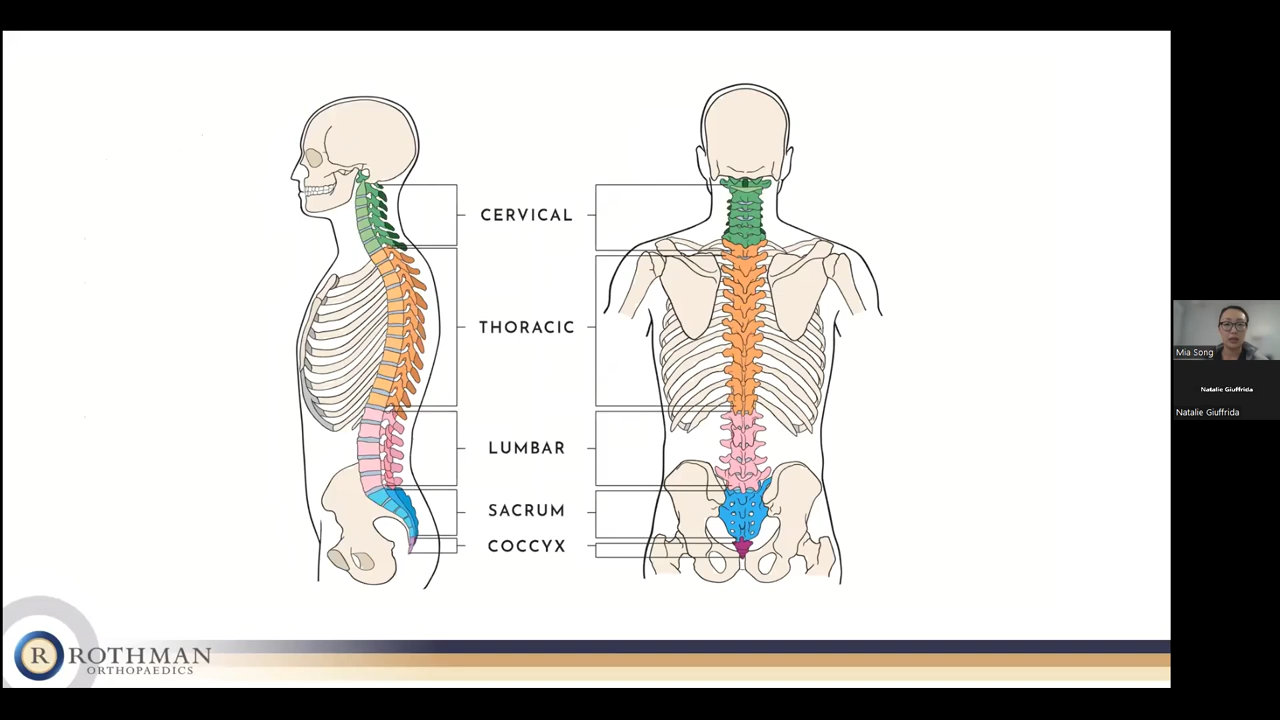 CERVICAL
THORACIC
LUMBAR
SACRUM
COCCYX
R ROTHMAN
ORTHOPAEDICS
Mia Song
Natalie Giuffrida
Natalie Giuffrida